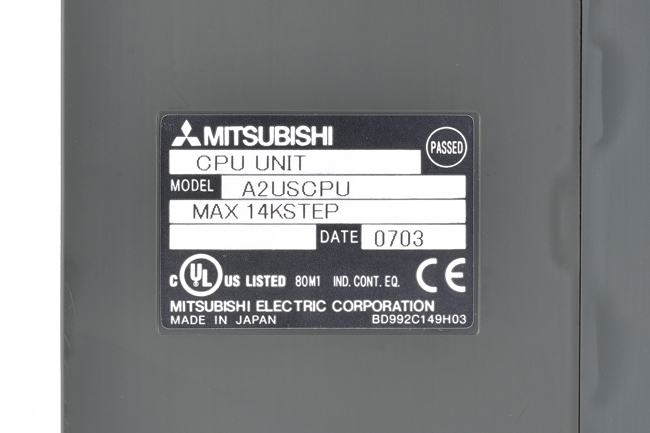 MITSUBISHI
PASSED
CPU UNIT
MODEL A2USCPU
MAX 14KSTEP
DATE 0703
C UL US LISTED 80M1 IND. CONT. EQ. CE
MITSUBISHI ELECTRIC CORPORATION
MADE IN JAPAN BD992C149H03